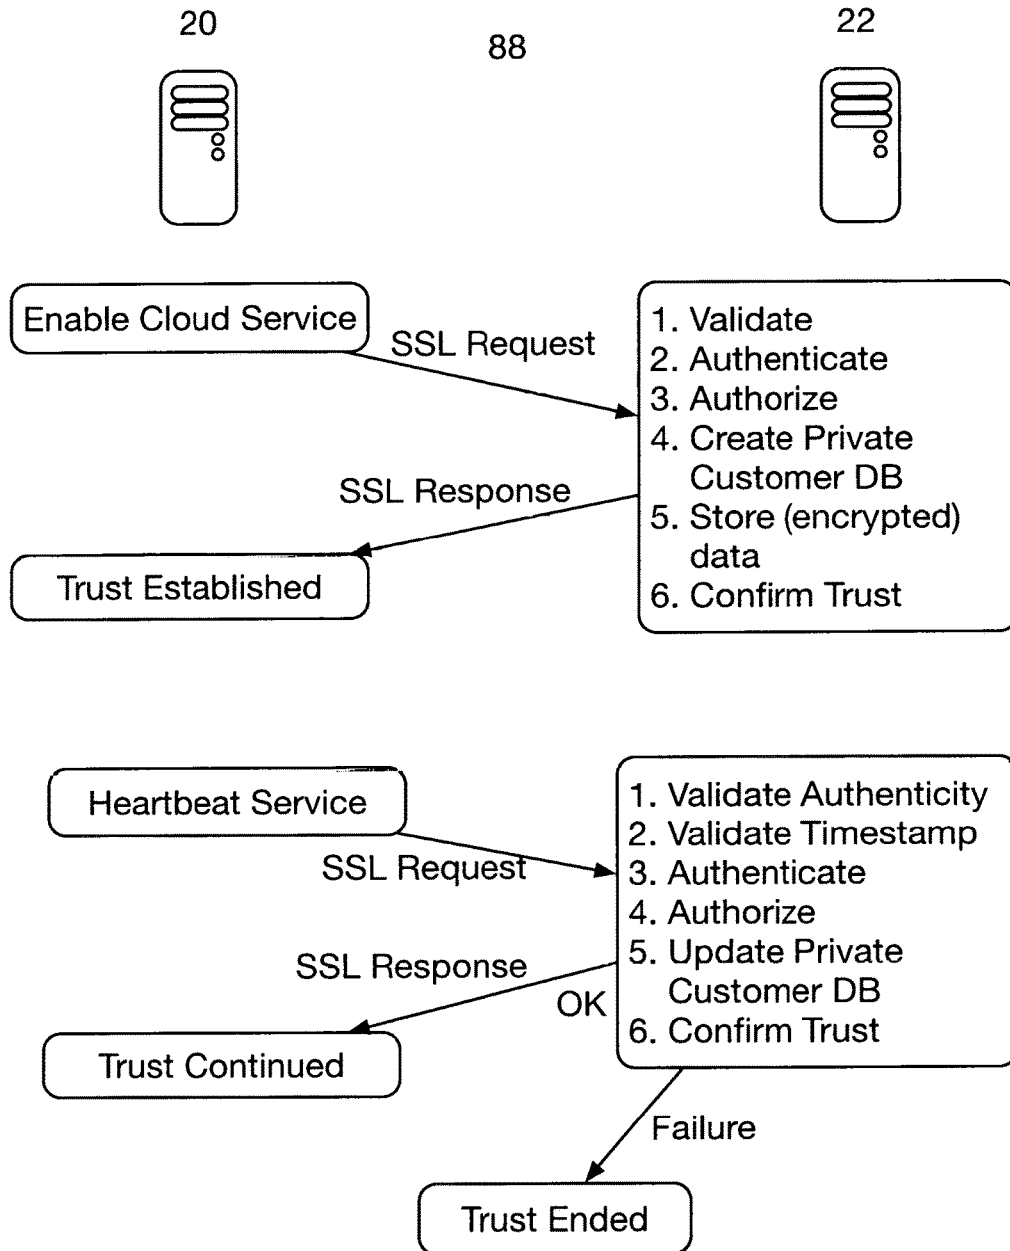 20
88
22
Enable Cloud Service
SSL Request
1. Validate
2. Authenticate
3. Authorize
4. Create Private
Customer DB
5. Store (encrypted)
data
6. Confirm Trust
SSL Response
Trust Established
Heartbeat Service
SSL Request
1. Validate Authenticity
2. Validate Timestamp
3. Authenticate
4. Authorize
5. Update Private
Customer DB
6. Confirm Trust
SSL Response
OK
Trust Continued
Failure
Trust Ended